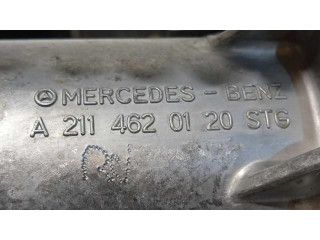 MERCEDES - BENZ
A 211 462 01 20 STG